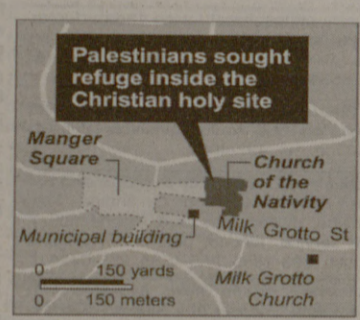 Palestinians sought
refuge inside the
Christian holy site
Manger
Square
Church
of the
Nativity
Municipal building
Milk Grotto St
0 150 yards
0 150 meters
Milk Grotto
Church